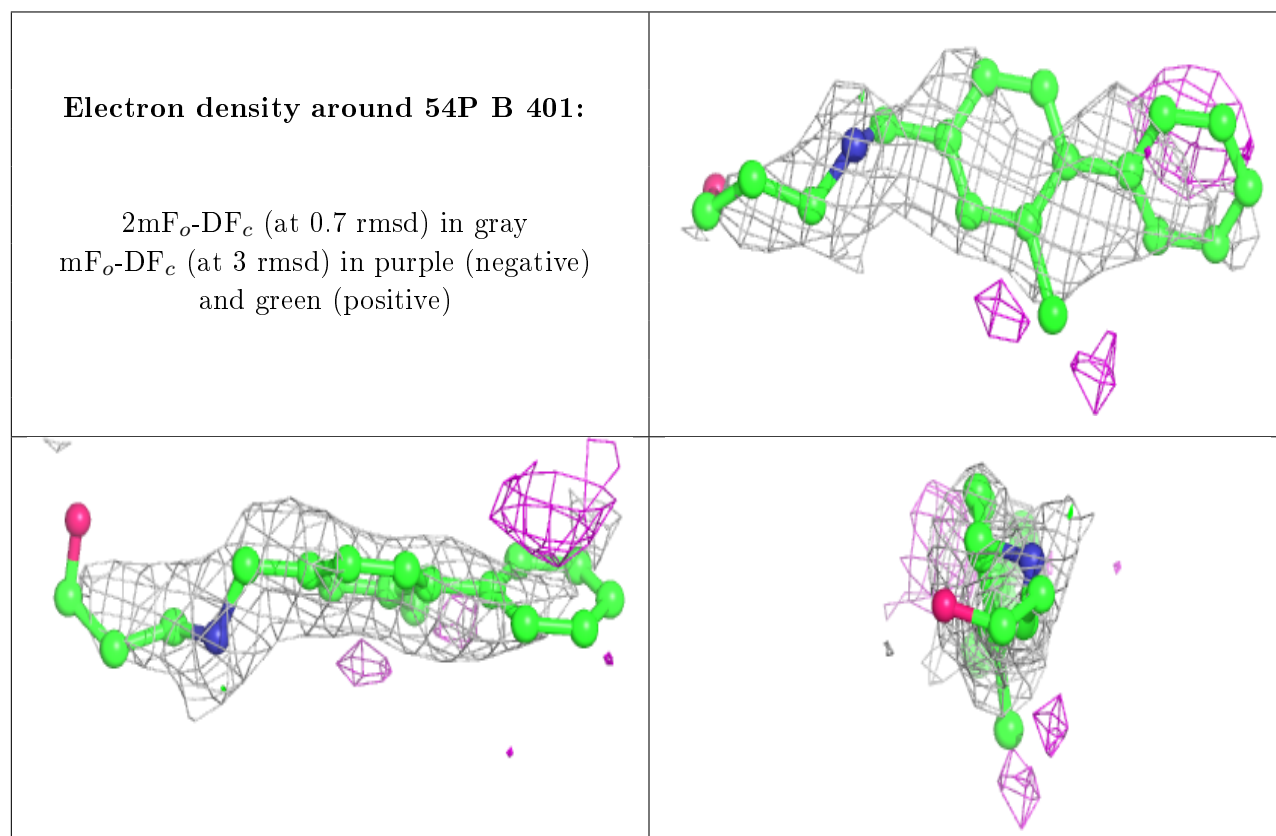 Electron density around 54P B 401:
2mFo-DFc (at 0.7 rmsd) in gray
mFo-DFc (at 3 rmsd) in purple (negative)
and green (positive)